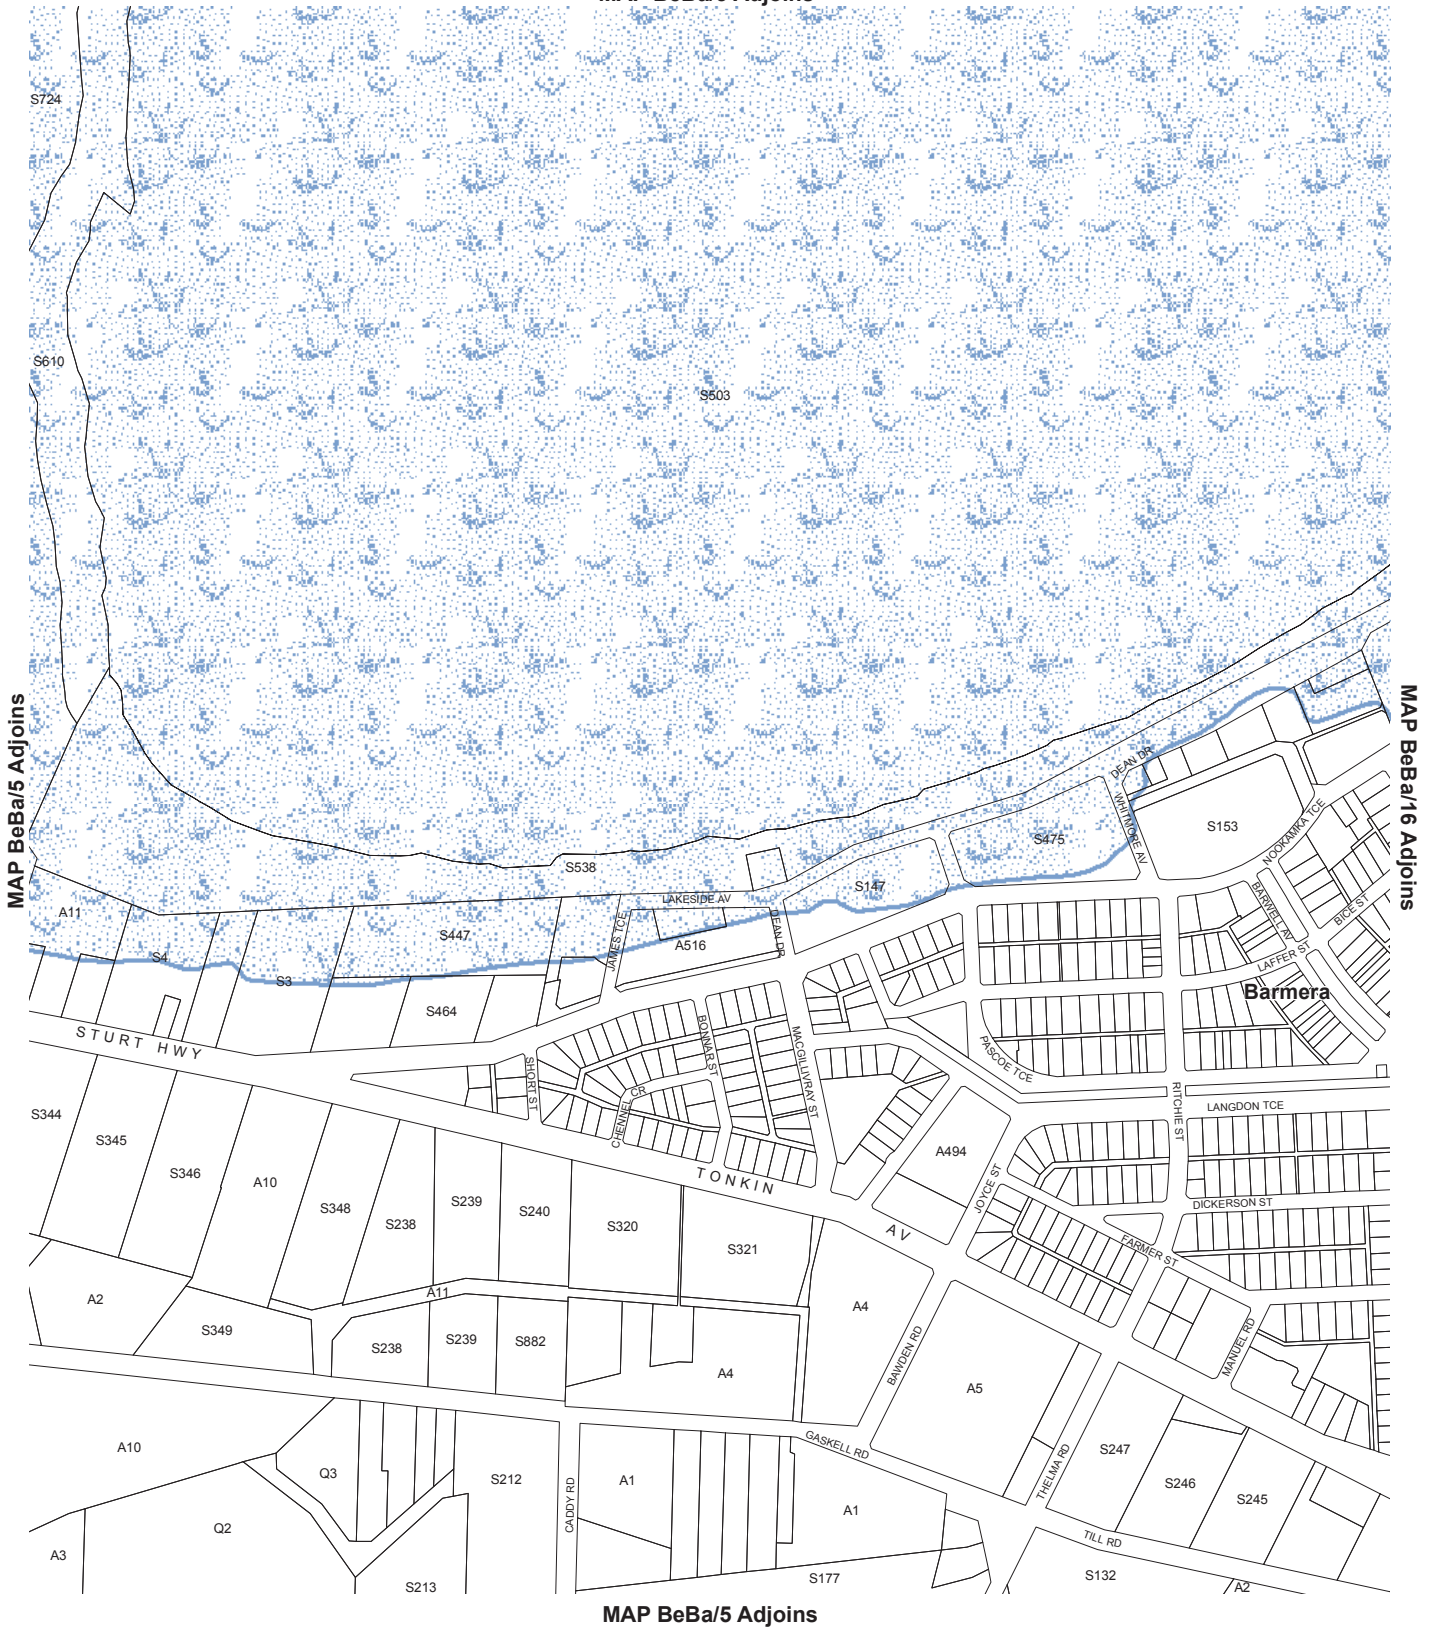 S724
S610
S503
MAP BeBa/5 Adjoins
MAP BeBa/16 Adjoins
DEAN DR
WHITMORE AV
S475
S153
NOOKAMKA TCE
S538
S147
LAKESIDE AV
BARWELL AV
BICE ST
A11
S447
JAMES TCE
A516
DEAN DR
S4
S3
LAFFER ST
Barmera
S464
STURT HWY
BONNAR ST
MACGILLIVRAY ST
PASCOE TCE
SHORT ST
CHENNEL CR
RITCHIE ST
LANGDON TCE
S344
S345
S346
A10
S348
S238
S239
S240
S320
S321
TONKIN
AV
A494
JOYCE ST
DICKERSON ST
FARMER ST
A2
A11
A4
S349
S238
S239
S882
A4
BAWDEN RD
A5
MANUEL RD
A10
Q3
S212
CADDY RD
A1
GASKELL RD
THELMA RD
S247
S246
S245
A1
Q2
A3
S213
S177
TILL RD
S132
A2
MAP BeBa/5 Adjoins